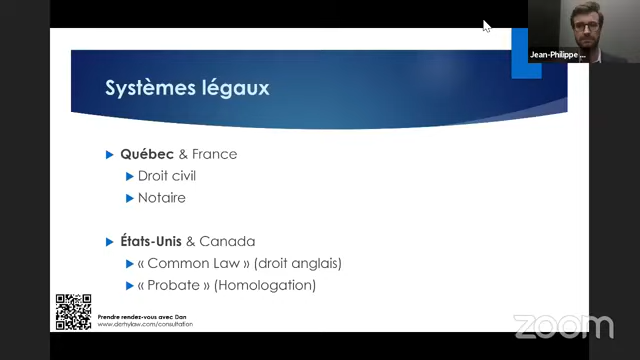 Jean-Philippe ...
Systèmes légaux
Québec & France
Droit civil
Notaire
États-Unis & Canada
« Common Law » (droit anglais)
« Probate » (Homologation)
Prendre rendez-vous avec Dan
www.demylaw.com/consultation
zoom